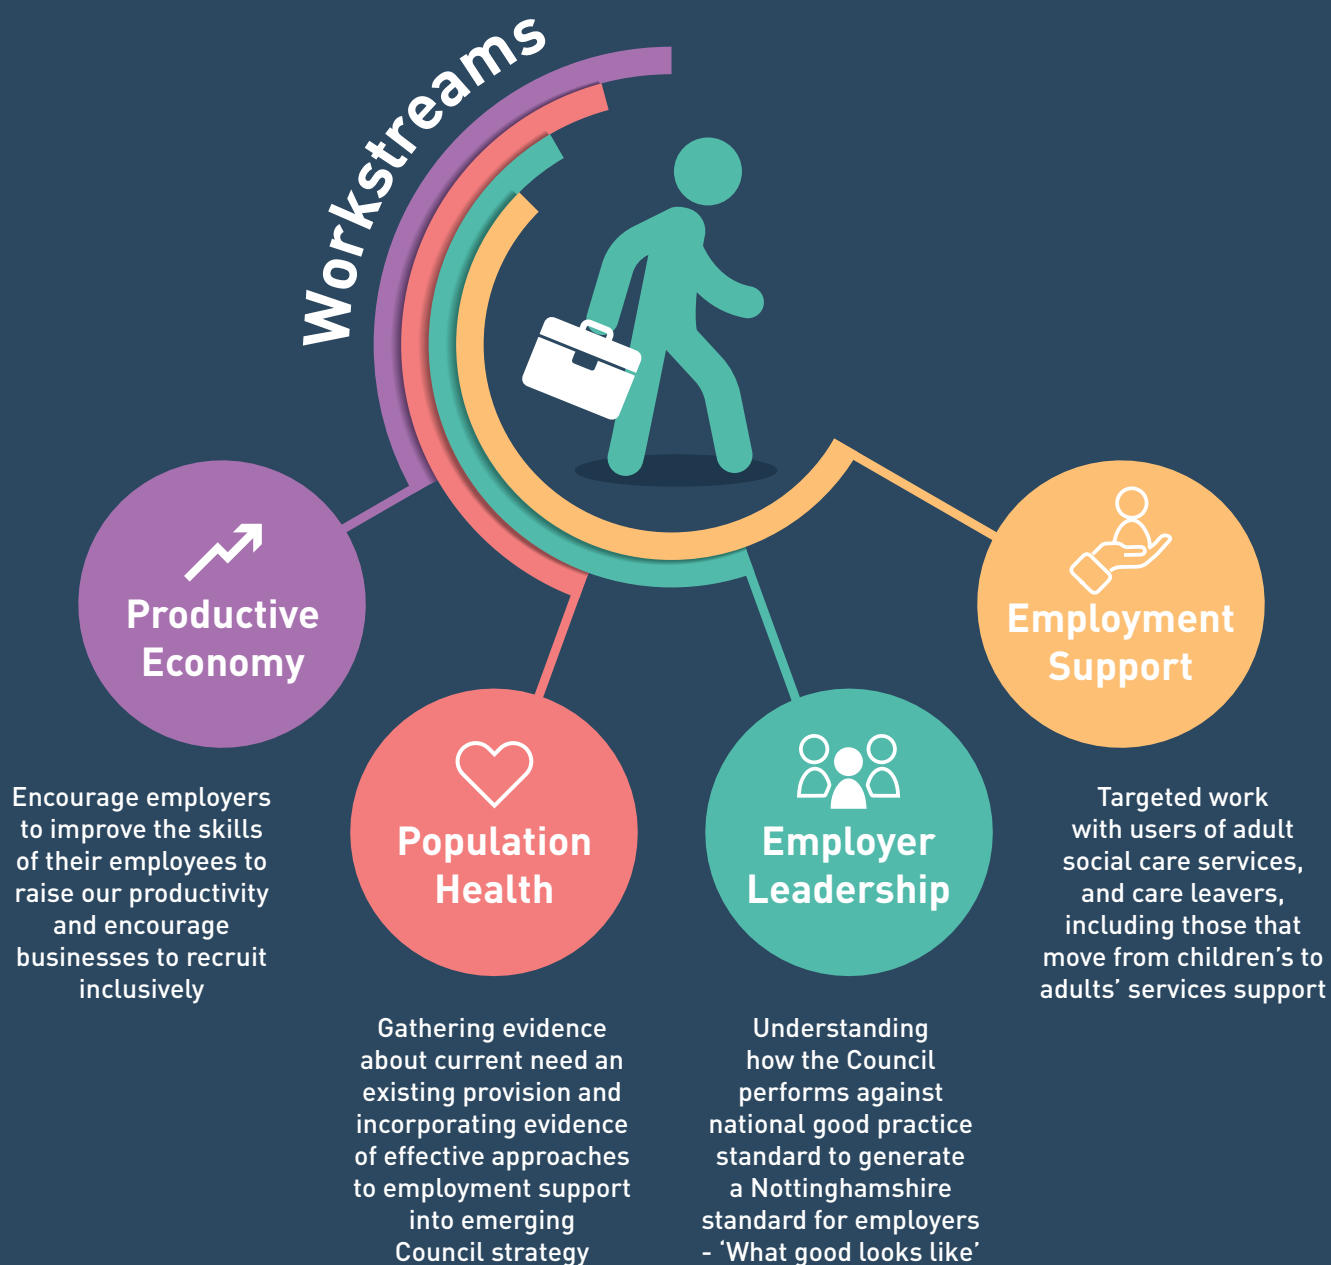 Workstreams
Productive
Economy
Encourage employers
to improve the skills
of their employees to
raise our productivity
and encourage
businesses to recruit
inclusively
Population
Health
Gathering evidence
about current need an
existing provision and
incorporating evidence
of effective approaches
to employment support
into emerging
Council strategy
Employer
Leadership
Understanding
how the Council
performs against
national good practice
standard to generate
a Nottinghamshire
standard for employers
- ‘What good looks like’
Employment
Support
Targeted work
with users of adult
social care services,
and care leavers,
including those that
move from children’s to
adults’ services support